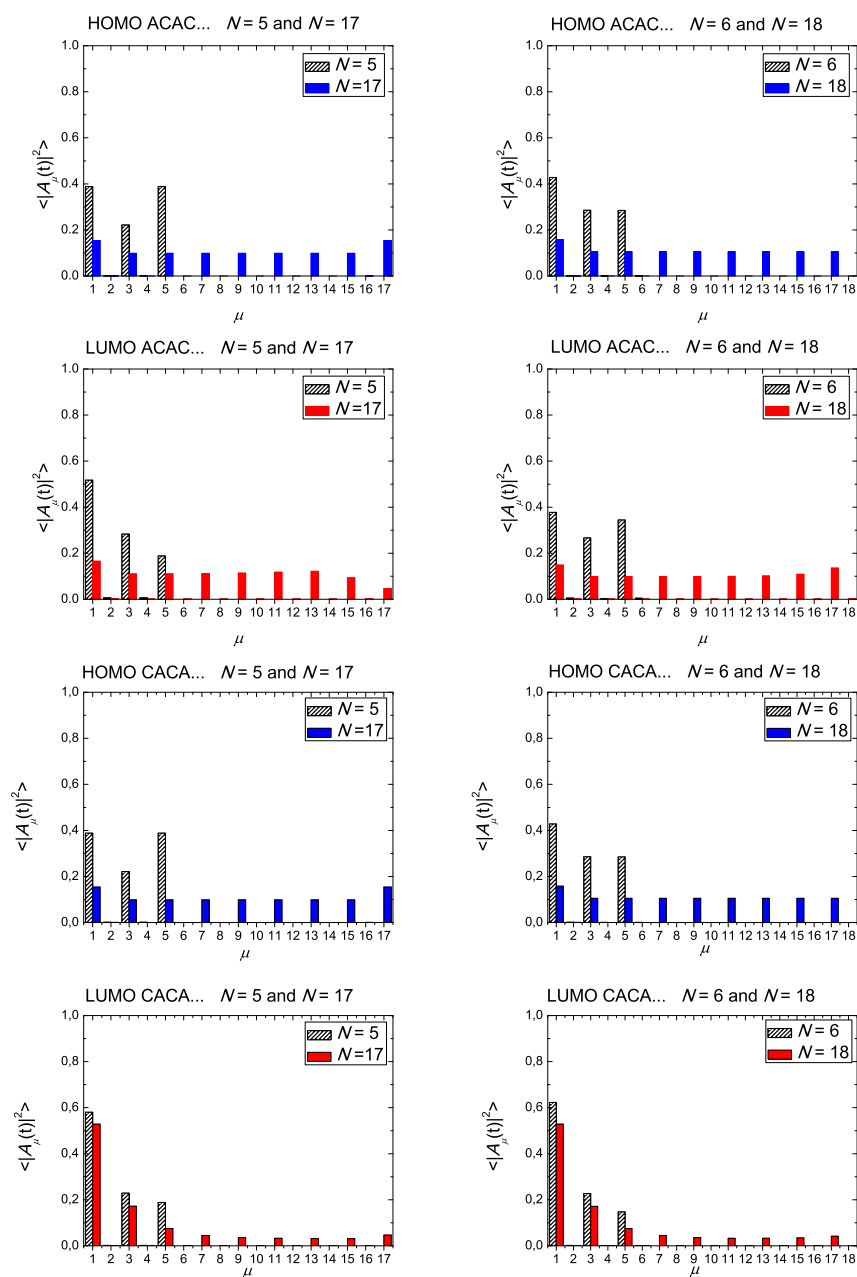 HOMO ACAC... N = 5 and N = 17
N = 5
N =17
<|Aμ(t)|²>
1.0
0.8
0.6
0.4
0.2
0.0
1 2 3 4 5 6 7 8 9 10 11 12 13 14 15 16 17
μ
HOMO ACAC... N = 6 and N = 18
N = 6
N = 18
<|Aμ(t)|²>
1.0
0.8
0.6
0.4
0.2
0.0
1 2 3 4 5 6 7 8 9 10 11 12 13 14 15 16 17 18
μ
LUMO ACAC... N = 5 and N = 17
N = 5
N =17
<|Aμ(t)|²>
1.0
0.8
0.6
0.4
0.2
0.0
1 2 3 4 5 6 7 8 9 10 11 12 13 14 15 16 17
μ
LUMO ACAC... N = 6 and N = 18
N = 6
N = 18
<|Aμ(t)|²>
1.0
0.8
0.6
0.4
0.2
0.0
1 2 3 4 5 6 7 8 9 10 11 12 13 14 15 16 17 18
μ
HOMO CACA... N = 5 and N = 17
N = 5
N =17
<|Aμ(t)|²>
1,0
0,8
0,6
0,4
0,2
0,0
1 2 3 4 5 6 7 8 9 10 11 12 13 14 15 16 17
μ
HOMO CACA... N = 6 and N = 18
N = 6
N = 18
<|Aμ(t)|²>
1,0
0,8
0,6
0,4
0,2
0,0
1 2 3 4 5 6 7 8 9 10 11 12 13 14 15 16 17 18
μ
LUMO CACA... N = 5 and N = 17
N = 5
N =17
<|Aμ(t)|²>
1,0
0,8
0,6
0,4
0,2
0,0
1 2 3 4 5 6 7 8 9 10 11 12 13 14 15 16 17
μ
LUMO CACA... N = 6 and N = 18
N = 6
N = 18
<|Aμ(t)|²>
1,0
0,8
0,6
0,4
0,2
0,0
1 2 3 4 5 6 7 8 9 10 11 12 13 14 15 16 17 18
μ